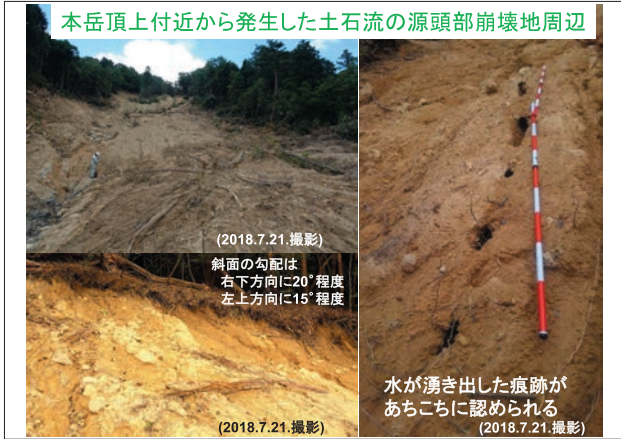 本岳頂上付近から発生した土石流の源頭部崩壊地周辺
(2018.7.21.撮影)
斜面の勾配は
右下方向に20°程度
左上方向に15°程度
(2018.7.21.撮影)
水が湧き出した痕跡が
あちこちに認められる
(2018.7.21.撮影)